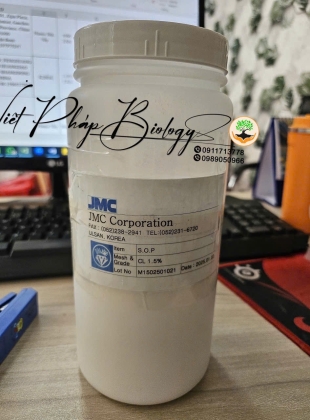 Việt Pháp Biology
0911713778
0989050966
JMC
JMC Corporation
FAX : (052)238-2941 TEL:(052)231-6720
ULSAN, KOREA
Item S.O.P
Mesh & Grade CL 1.5%
Lot No M1502501021 Date :